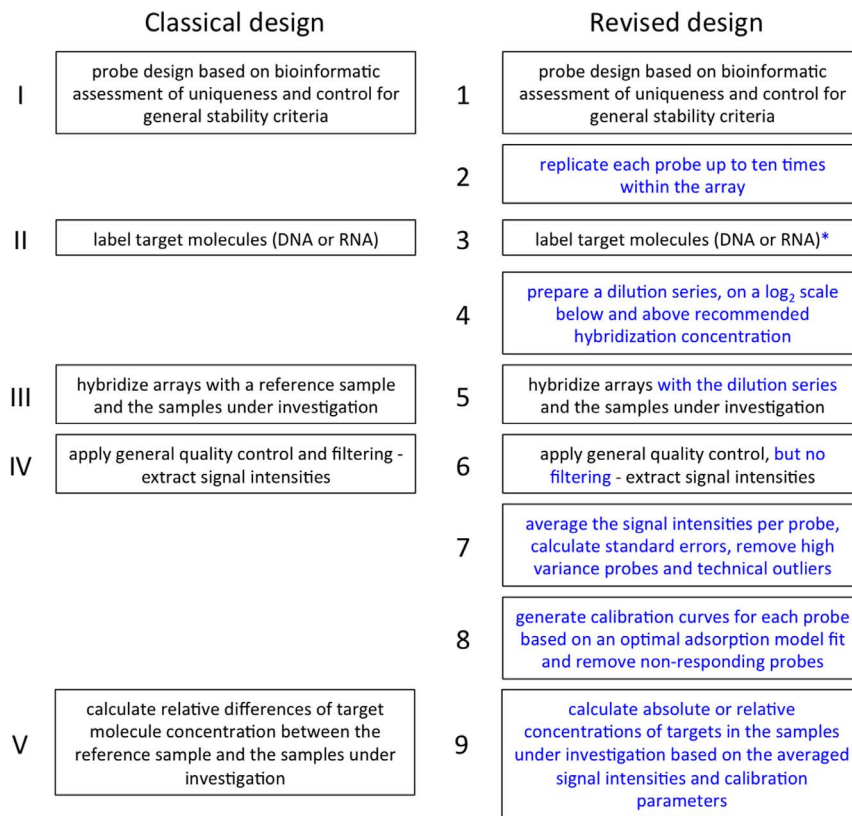 Classical design
Revised design
I
probe design based on bioinformatic
assessment of uniqueness and control for
general stability criteria
1
probe design based on bioinformatic
assessment of uniqueness and control for
general stability criteria
2
replicate each probe up to ten times
within the array
II
label target molecules (DNA or RNA)
3
label target molecules (DNA or RNA)*
4
prepare a dilution series, on a log₂ scale
below and above recommended
hybridization concentration
III
hybridize arrays with a reference sample
and the samples under investigation
5
hybridize arrays with the dilution series
and the samples under investigation
IV
apply general quality control and filtering -
extract signal intensities
6
apply general quality control, but no
filtering - extract signal intensities
7
average the signal intensities per probe,
calculate standard errors, remove high
variance probes and technical outliers
8
generate calibration curves for each probe
based on an optimal adsorption model fit
and remove non-responding probes
V
calculate relative differences of target
molecule concentration between the
reference sample and the samples under
investigation
9
calculate absolute or relative
concentrations of targets in the samples
under investigation based on the averaged
signal intensities and calibration
parameters